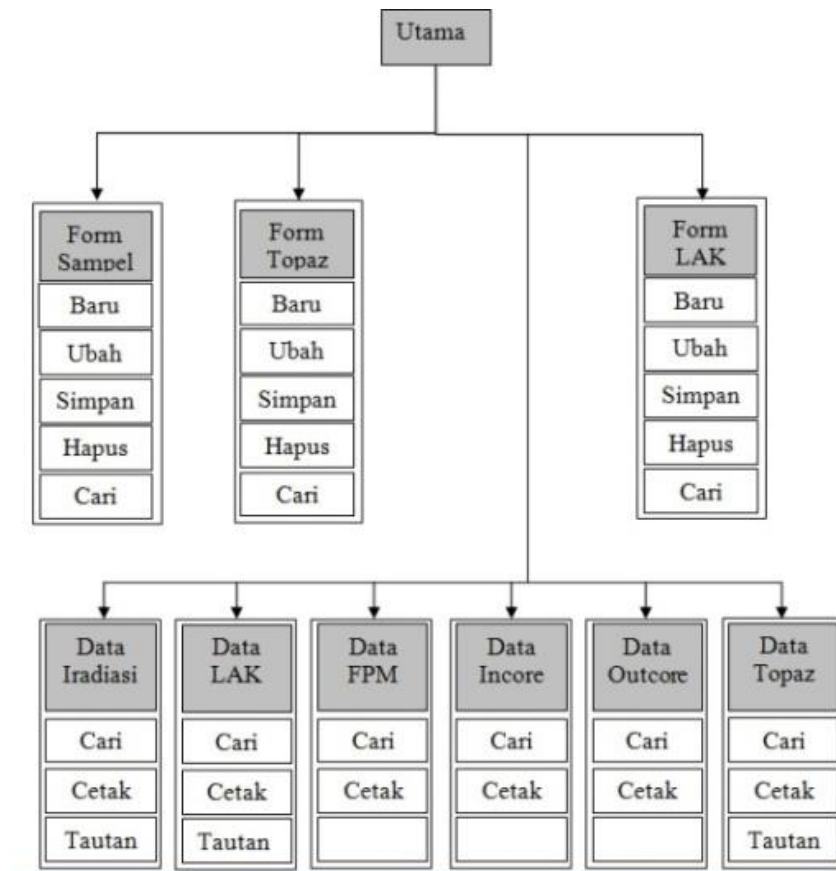 Utama
Form
Sampel
Baru
Ubah
Simpan
Hapus
Cari
Form
Topaz
Baru
Ubah
Simpan
Hapus
Cari
Form
LAK
Baru
Ubah
Simpan
Hapus
Cari
Data
Iradiasi
Cari
Cetak
Tautan
Data
LAK
Cari
Cetak
Tautan
Data
FPM
Cari
Cetak
Data
Incore
Cari
Cetak
Data
Outcore
Cari
Cetak
Data
Topaz
Cari
Cetak
Tautan